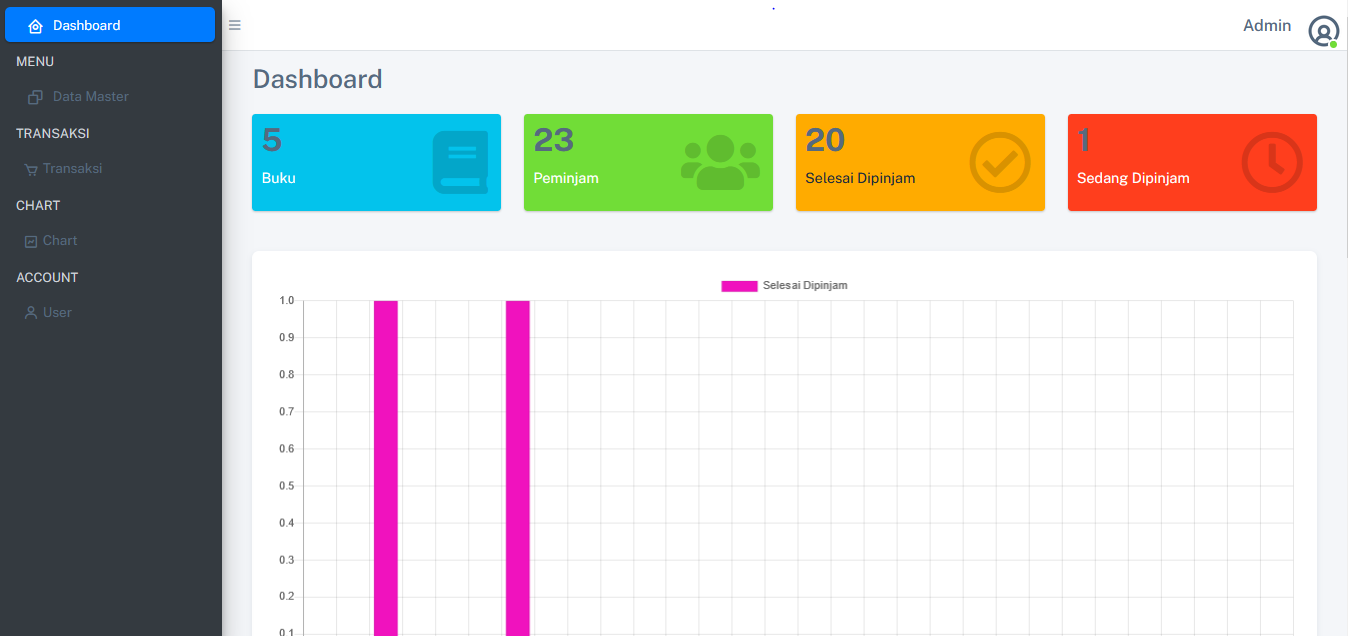 Dashboard
MENU
Data Master
TRANSAKSI
Transaksi
CHART
Chart
ACCOUNT
User
Admin
Dashboard
5
Buku
23
Peminjam
20
Selesai Dipinjam
1
Sedang Dipinjam
Selesai Dipinjam
1.0
0.9
0.8
0.7
0.6
0.5
0.4
0.3
0.2
0.1